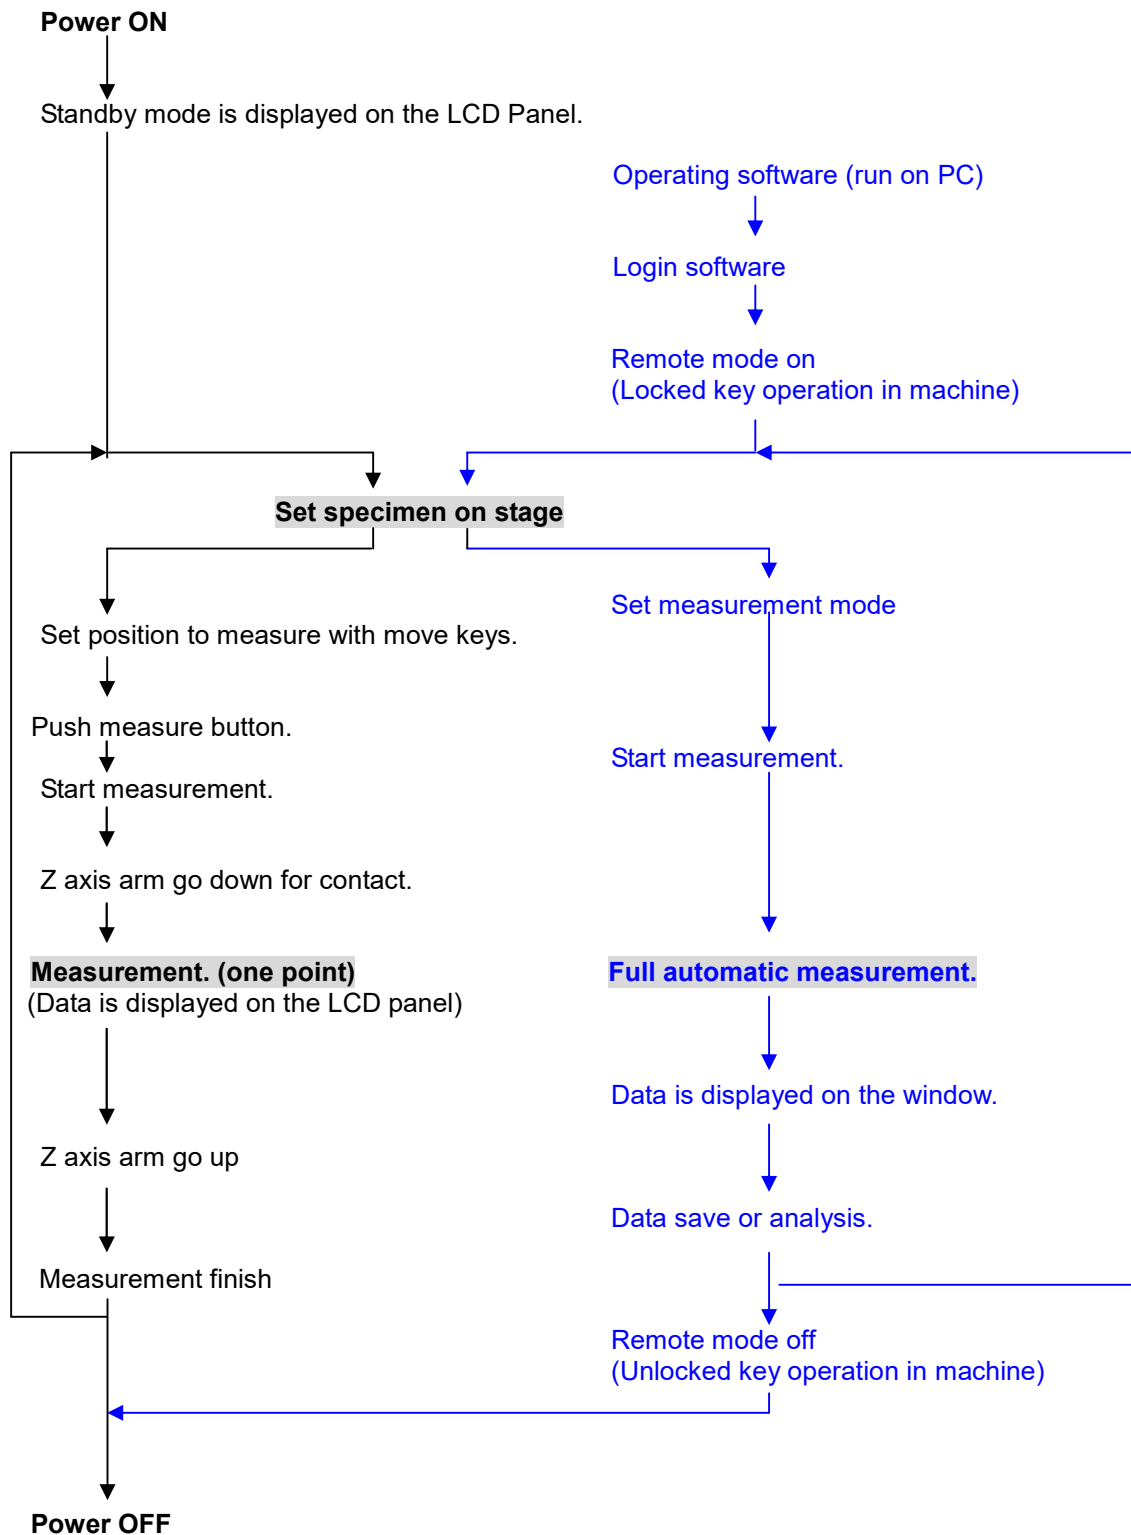 Power ON
Standby mode is displayed on the LCD Panel.
Operating software (run on PC)
Login software
Remote mode on
(Locked key operation in machine)
Set specimen on stage
Set measurement mode
Set position to measure with move keys.
Push measure button.
Start measurement.
Start measurement.
Z axis arm go down for contact.
Measurement. (one point)
(Data is displayed on the LCD panel)
Full automatic measurement.
Data is displayed on the window.
Z axis arm go up
Data save or analysis.
Measurement finish
Remote mode off
(Unlocked key operation in machine)
Power OFF